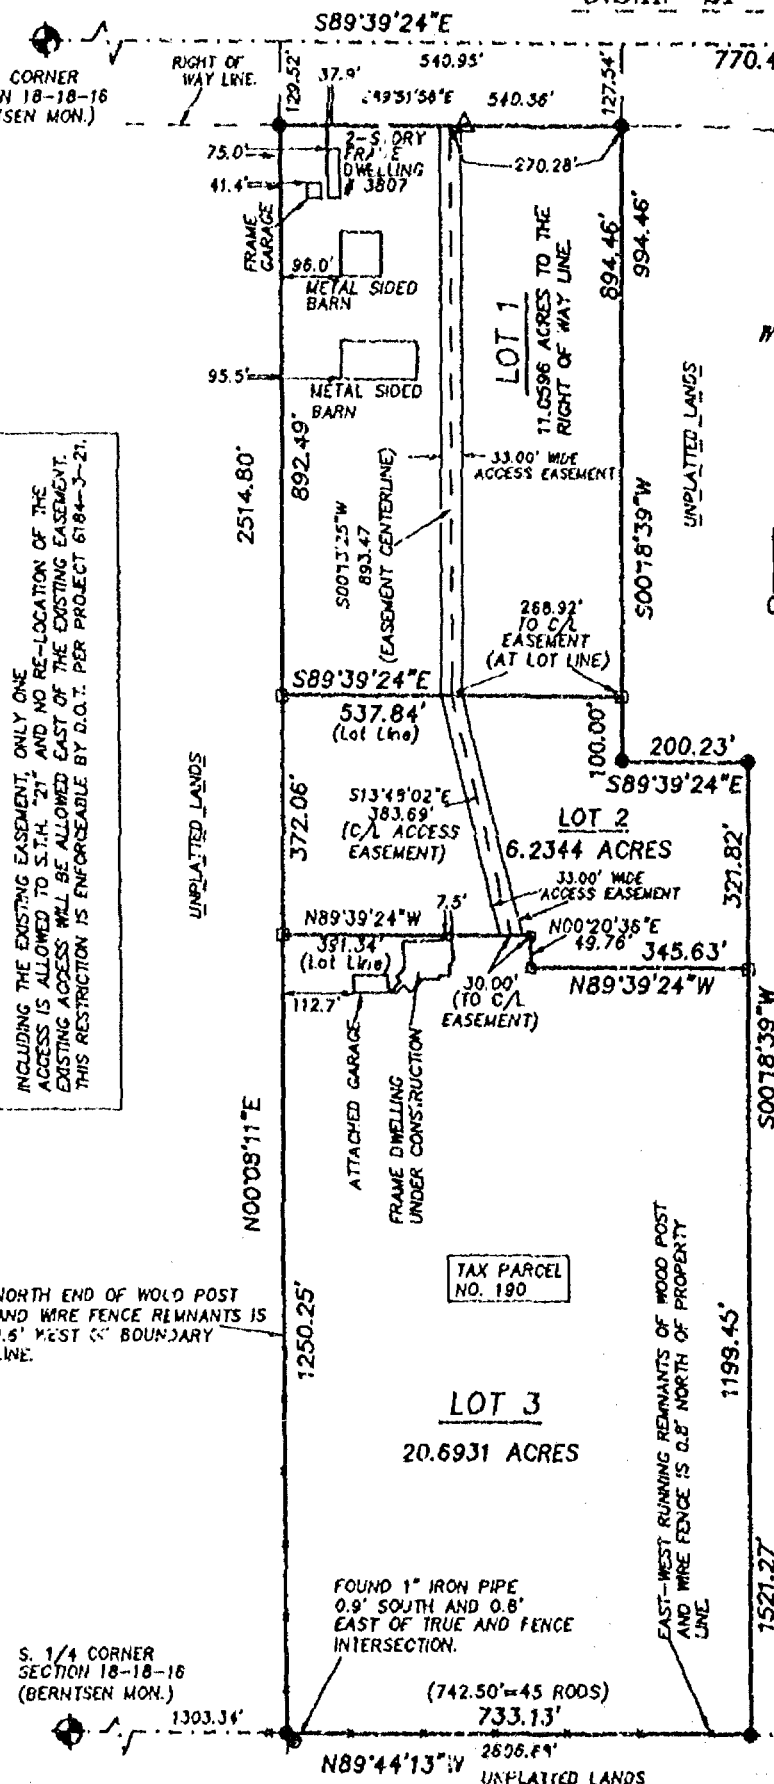 S89°39'24"E
CORNER
N 18-18-16
(SEN MON.)
RIGHT OF
WAY LINE.
129.52'
37.9'
540.95'
127.54'
770.4
540.36'
75.0'
41.4'
2-STORY
FRAME
DWELLING
# 3807
270.28'
FRAME
GARAGE
96.0'
METAL SIDED
BARN
95.5'
METAL SIDED
BARN
LOT 1
11.0596 ACRES TO THE
RIGHT OF WAY LINE
894.46'
994.46'
UNPLATTED LANDS
33.00' WIDE
ACCESS EASEMENT
2514.80'
892.49'
893.47
(EASEMENT CENTERLINE)
268.92'
TO C/L
EASEMENT
(AT LOT LINE)
INCLUDING THE EXISTING EASEMENT, ONLY ONE
ACCESS IS ALLOWED TO S.T.H. "21" AND NO RE-LOCATION OF THE
EXISTING ACCESS WILL BE ALLOWED EAST OF THE EXISTING EASEMENT.
THIS RESTRICTION IS ENFORCEABLE BY D.O.T. PER PROJECT 6184-3-21.
S89°39'24"E
537.84'
(Lot Line)
100.00'
200.23'
S89°39'24"E
UNPLATTED LANDS
372.06'
383.69'
(C/L ACCESS
EASEMENT)
LOT 2
6.2344 ACRES
33.00' WIDE
ACCESS EASEMENT
321.82'
N89°39'24"W
391.34'
(Lot Line)
7.5'
N00°20'36"E
49.76'
345.63'
N89°39'24"W
30.00'
(TO C/L
EASEMENT)
112.7'
ATTACHED GARAGE
FRAME DWELLING
UNDER CONSTRUCTION
N00°08'11"E
TAX PARCEL
NO. 190
NORTH END OF WOOD POST
AND WIRE FENCE REMNANTS IS
WEST OF BOUNDARY
LINE.
1250.25'
LOT 3
20.6931 ACRES
EAST-WEST RUNNING REMNANTS OF WOOD POST
AND WIRE FENCE IS 0.8' NORTH OF PROPERTY
LINE
1199.45'
1521.27'
FOUND 1" IRON PIPE
0.9' SOUTH AND 0.8'
EAST OF TRUE AND FENCE
INTERSECTION.
S. 1/4 CORNER
SECTION 18-18-16
(BERNTSEN MON.)
1303.34'
(742.50'=45 RODS)
733.13'
N89°44'13"W
UNPLATTED LANDS